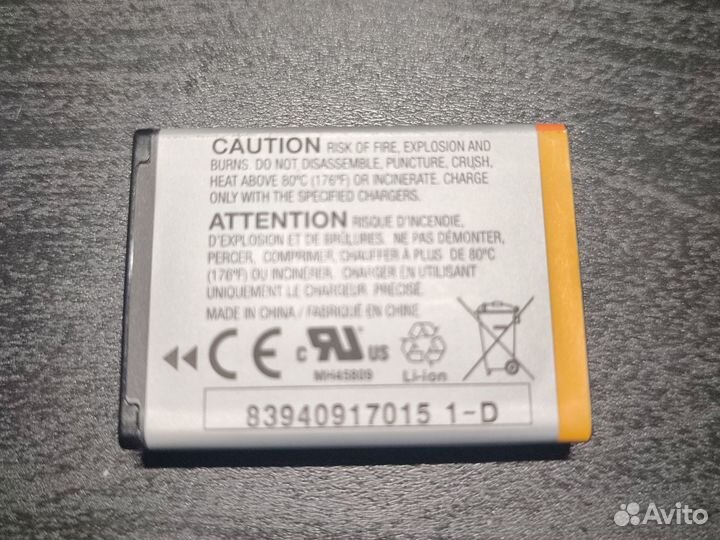 CAUTION RISK OF FIRE, EXPLOSION AND
BURNS. DO NOT DISASSEMBLE, PUNCTURE, CRUSH,
HEAT ABOVE 80°C (176°F) OR INCINERATE. CHARGE
ONLY WITH THE SPECIFIED CHARGERS.
ATTENTION RISQUE D'INCENDIE,
D'EXPLOSION ET DE BRÛLURES. NE PAS DÉMONTER,
PERCER, COMPRIMER, CHAUFFER À PLUS DE 80°C
(176°F) OU INCINÉRER. CHARGER
UNIQUEMENT LE CHARGEUR PRÉCISÉ
MADE IN CHINA / FABRIQUÉ EN CHINE
CE c UR US
MH45809 Li-ion
83940917015 1-D
Avito